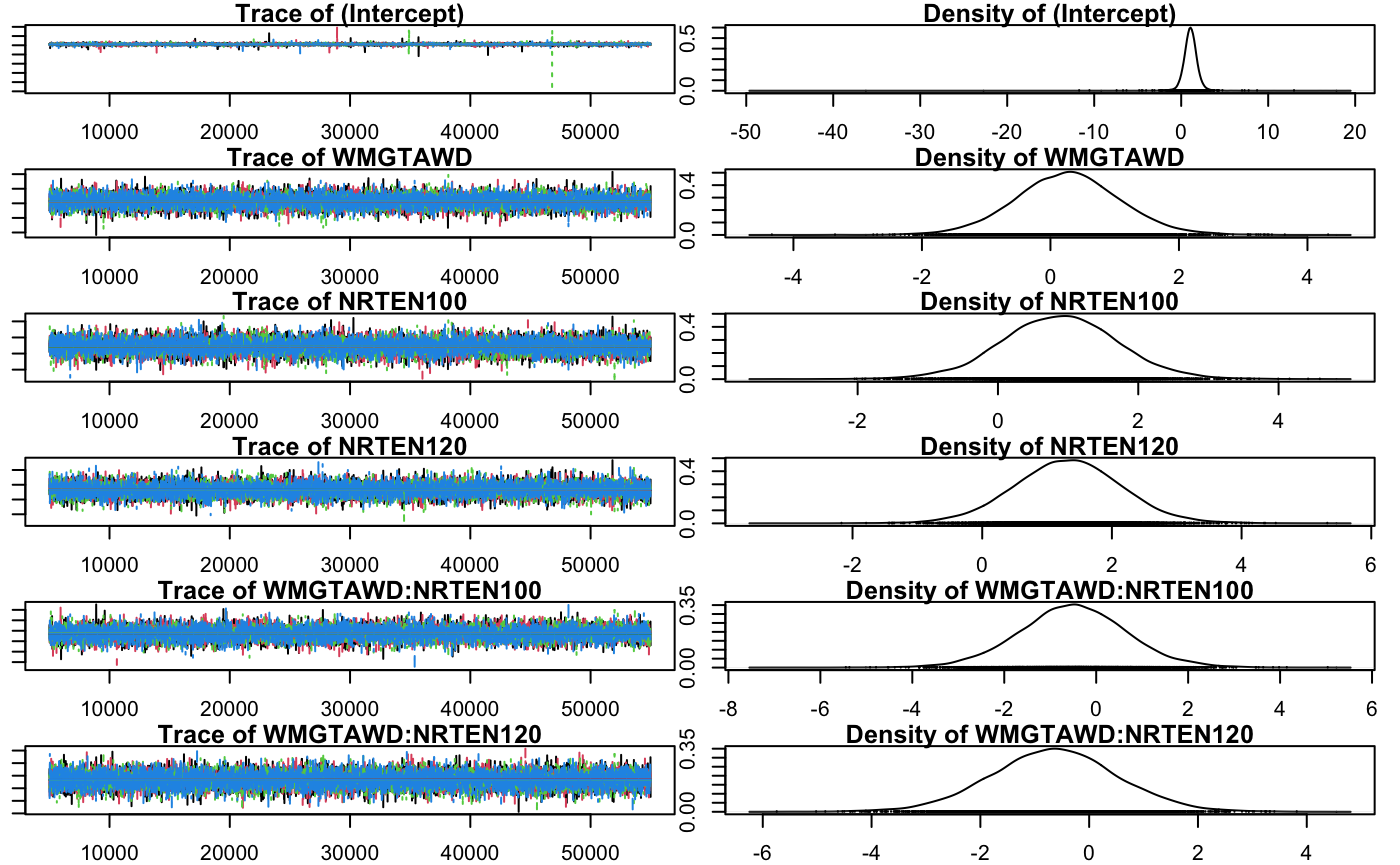 Trace of (Intercept) Density of (Intercept)
0.0 0.5
10000 20000 30000 40000 50000 -50 -40 -30 -20 -10 0 10 20
Trace of WMGTAWD Density of WMGTAWD
0.0 0.4
10000 20000 30000 40000 50000 -4 -2 0 2 4
Trace of NRTEN100 Density of NRTEN100
0.0 0.4
10000 20000 30000 40000 50000 -2 0 2 4
Trace of NRTEN120 Density of NRTEN120
0.0 0.4
10000 20000 30000 40000 50000 -2 0 2 4 6
Trace of WMGTAWD:NRTEN100 Density of WMGTAWD:NRTEN100
0.00 0.35
10000 20000 30000 40000 50000 -8 -6 -4 -2 0 2 4 6
Trace of WMGTAWD:NRTEN120 Density of WMGTAWD:NRTEN120
0.00 0.35
10000 20000 30000 40000 50000 -6 -4 -2 0 2 4